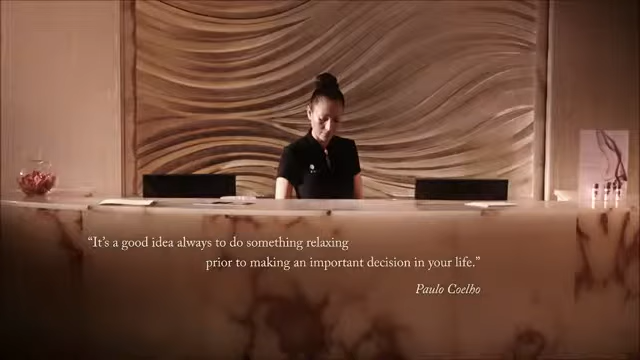 “It’s a good idea always to do something relaxing
prior to making an important decision in your life.”
Paulo Coelho